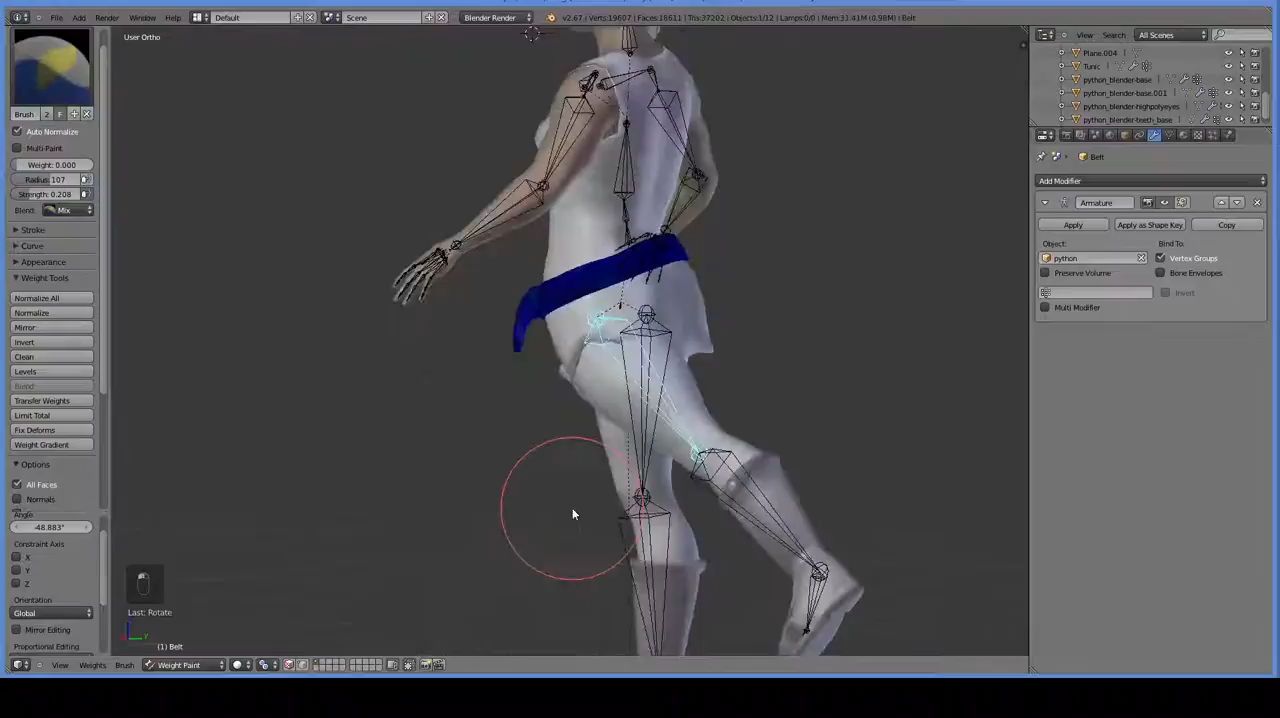 File Add Render Window Help Default Scene Blender Render v2.67 | Verts:19607 | Faces:18611 | Tris:37202 | Objects:1/12 | Lamps:0/0 | Mem:33.41M (0.98M) | Belt
User Ortho
View Search All Scenes
Plane.004
Tunic
python_blender-base
python_blender-base.001
python_blender-highpolyeyes
python_blender-teeth_base
Brush 2 F
Auto Normalize
Multi-Paint
Weight: 0.000
Radius: 107
Strength: 0.208
Blend: Mix
Stroke
Curve
Appearance
Weight Tools
Normalize All
Normalize
Mirror
Invert
Clean
Levels
Blend
Transfer Weights
Limit Total
Fix Deforms
Weight Gradient
Options
All Faces
Normals
Angle
-48.883°
Constraint Axis
X
Y
Z
Orientation
Global
Mirror Editing
Proportional Editing
Belt
Add Modifier
Armature
Apply Apply as Shape Key Copy
Object: Bind To:
python Vertex Groups
Preserve Volume Bone Envelopes
Invert
Multi Modifier
Last: Rotate
(1) Belt
View Weights Brush Weight Paint